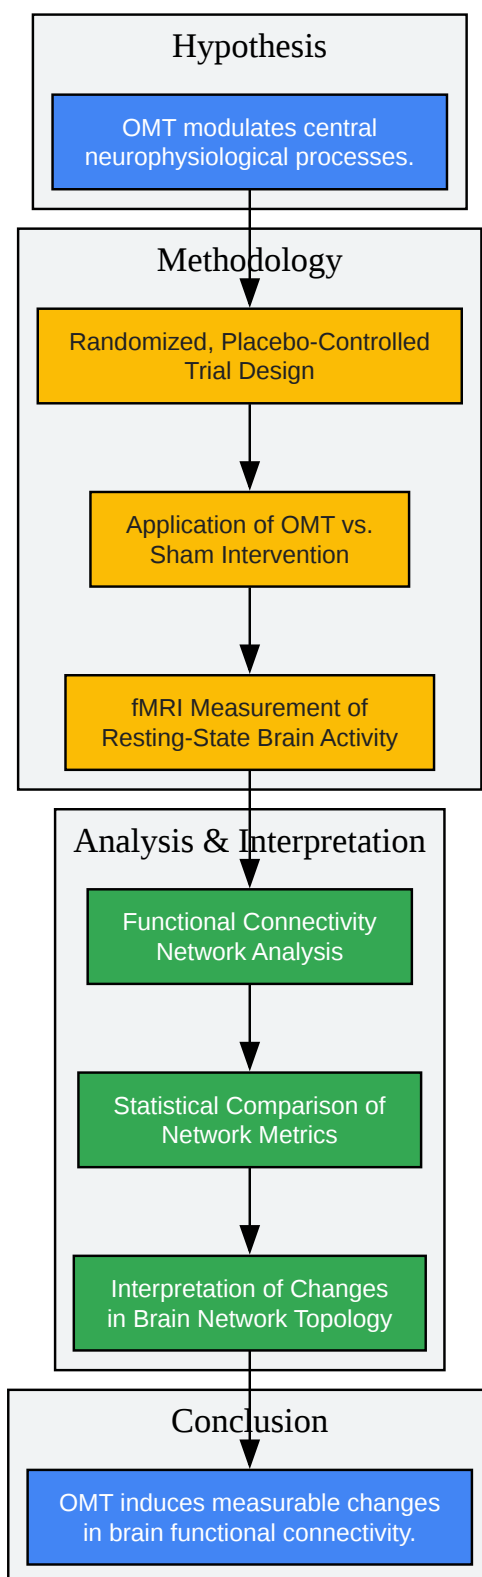 Hypothesis
OMT modulates central
neurophysiological processes.
Methodology
Randomized, Placebo-Controlled
Trial Design
Application of OMT vs.
Sham Intervention
fMRI Measurement of
Resting-State Brain Activity
Analysis & Interpretation
Functional Connectivity
Network Analysis
Statistical Comparison of
Network Metrics
Interpretation of Changes
in Brain Network Topology
Conclusion
OMT induces measurable changes
in brain functional connectivity.